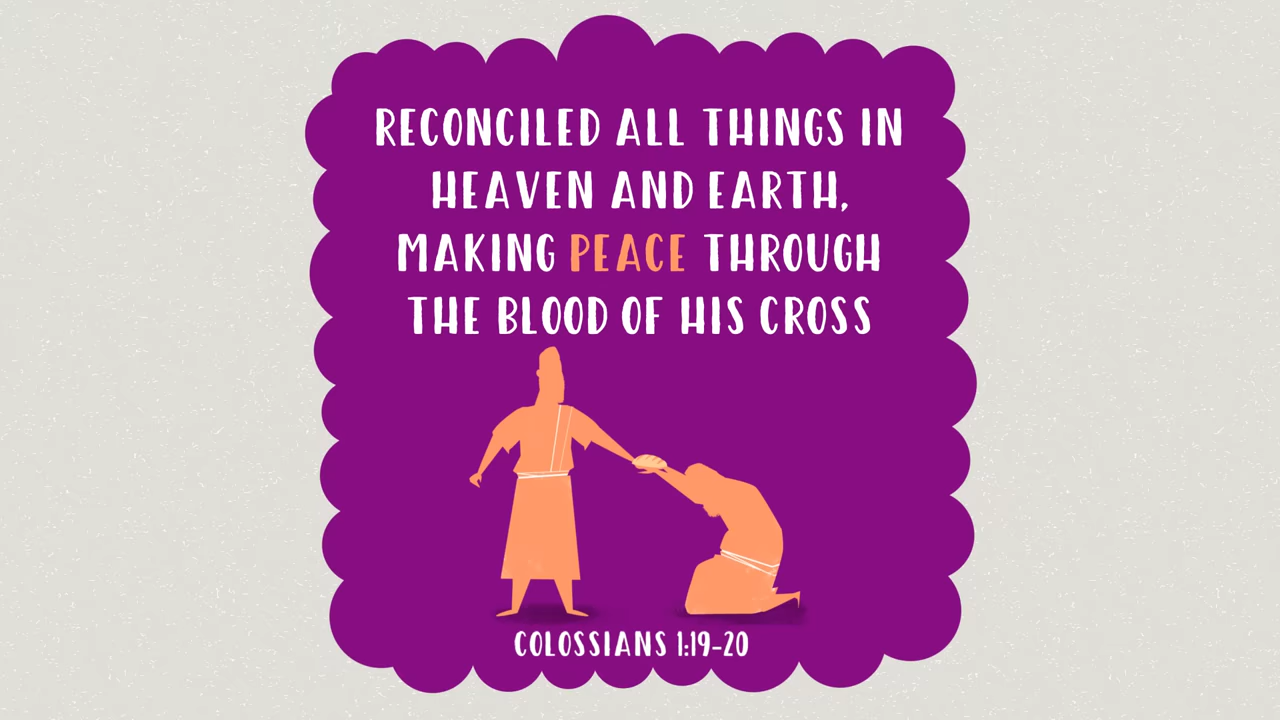 RECONCILED ALL THINGS IN
HEAVEN AND EARTH,
MAKING PEACE THROUGH
THE BLOOD OF HIS CROSS
COLOSSIANS 1:19-20